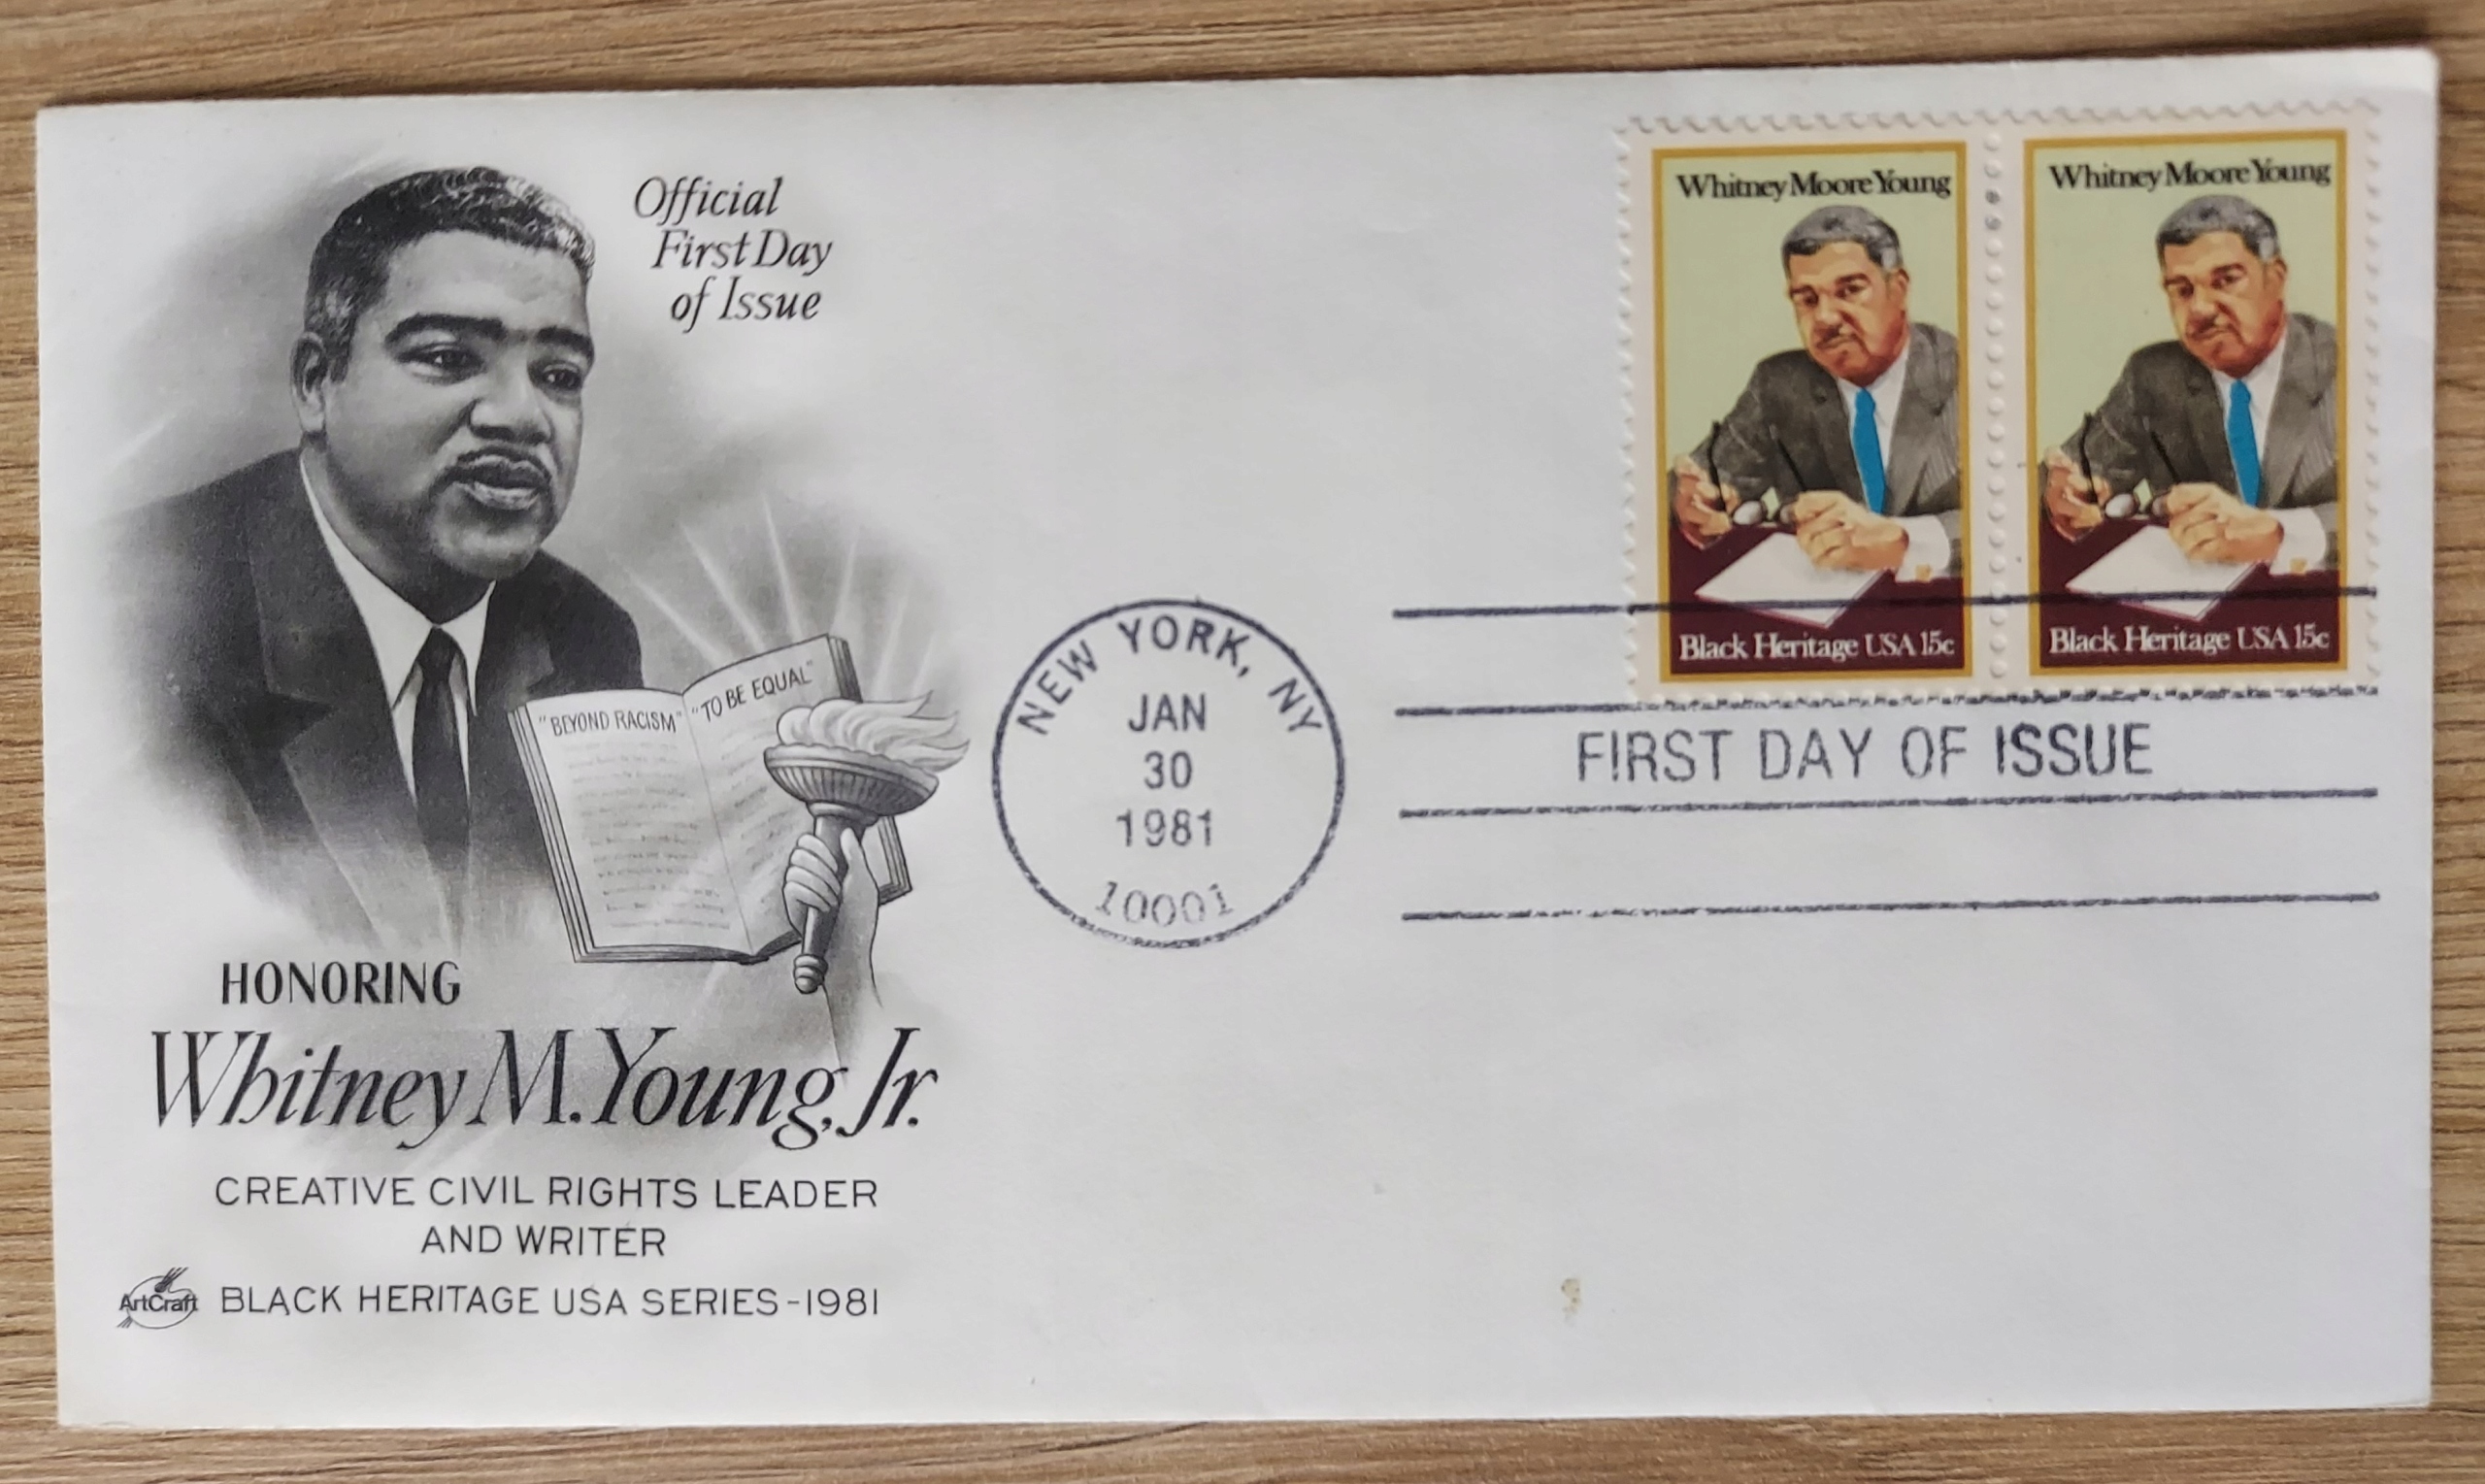 Official
First Day
of Issue
"BEYOND RACISM"
"TO BE EQUAL"
HONORING
Whitney M. Young, Jr.
CREATIVE CIVIL RIGHTS LEADER
AND WRITER
ArtCraft
BLACK HERITAGE USA SERIES-1981
NEW YORK, NY
JAN
30
1981
10001
Whitney Moore Young
Black Heritage USA 15c
Whitney Moore Young
Black Heritage USA 15c
FIRST DAY OF ISSUE